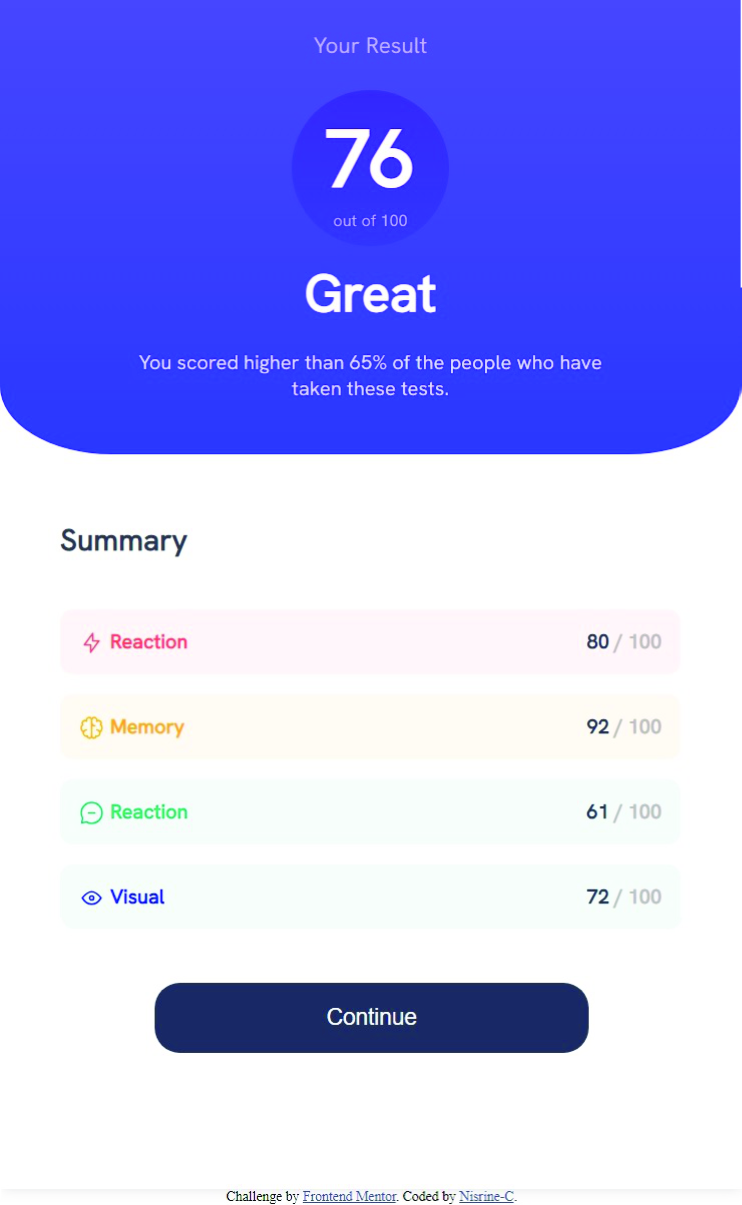 Your Result
76
out of 100
Great
You scored higher than 65% of the people who have
taken these tests.
Summary
Reaction 80 / 100
Memory 92 / 100
Reaction 61 / 100
Visual 72 / 100
Continue
Challenge by Frontend Mentor. Coded by Nisrine-C.